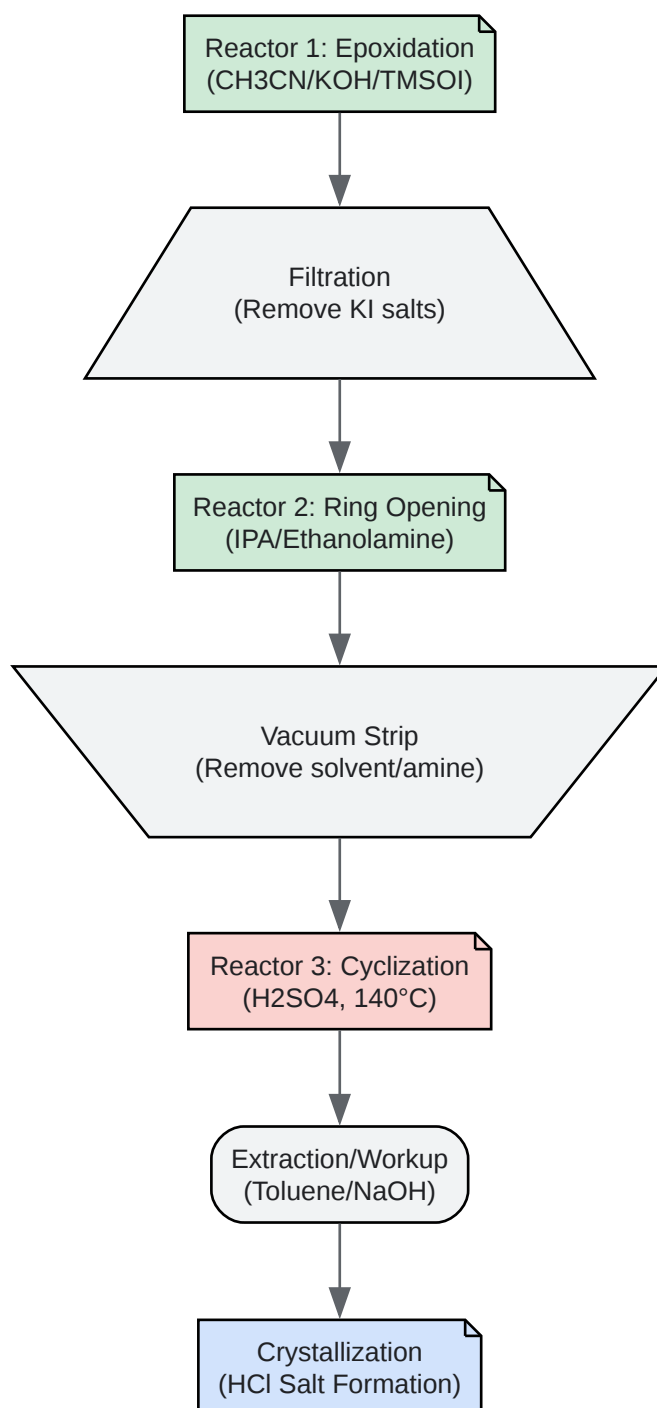 Reactor 1: Epoxidation
(CH3CN/KOH/TMSOI)
Filtration
(Remove KI salts)
Reactor 2: Ring Opening
(IPA/Ethanolamine)
Vacuum Strip
(Remove solvent/amine)
Reactor 3: Cyclization
(H2SO4, 140°C)
Extraction/Workup
(Toluene/NaOH)
Crystallization
(HCl Salt Formation)